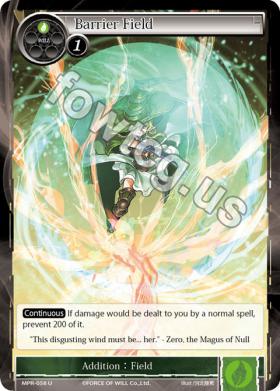 Barrier Field
WILL
1
fowtcg.us
Continuous If damage would be dealt to you by a normal spell,
prevent 200 of it.
"This disgusting wind must be... her." - Zero, the Magus of Null
Addition : Field
MPR-058 U
©FORCE OF WILL Co.,Ltd.